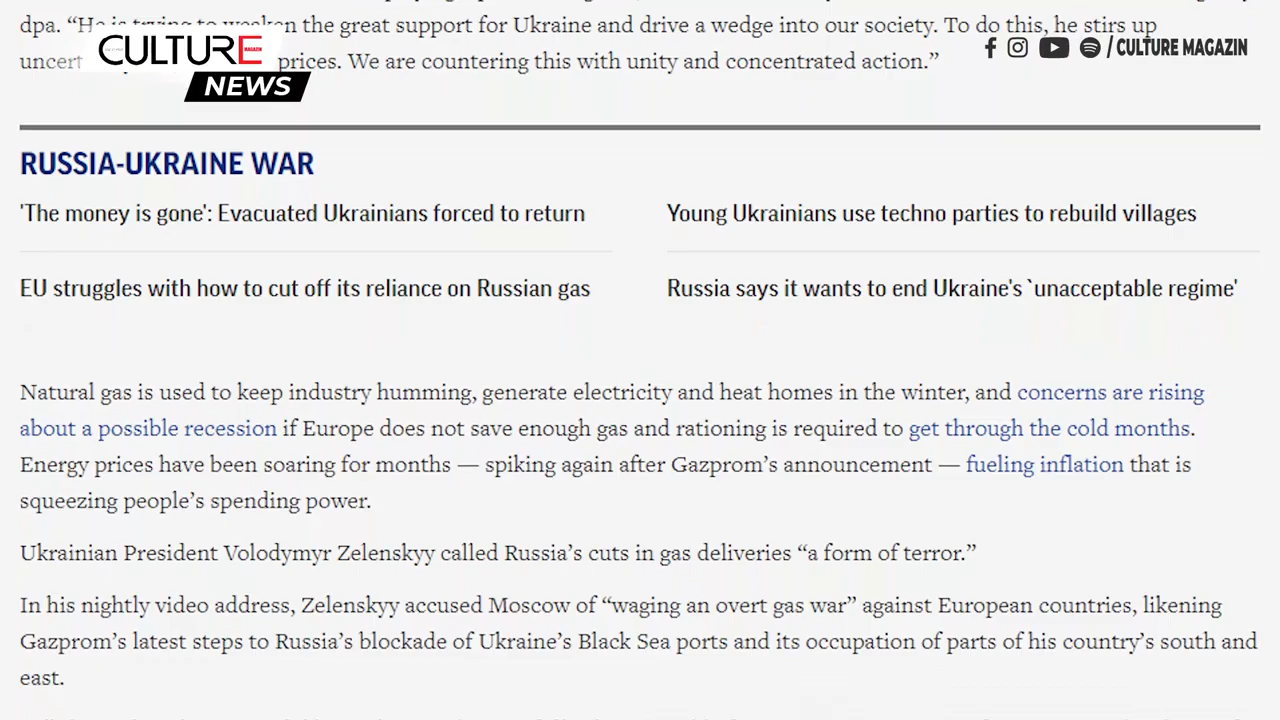 dpa. “He is trying to weaken the great support for Ukraine and drive a wedge into our society. To do this, he stirs up
CULTURE
MAGAZIN
NEWS
/ CULTURE MAGAZIN
prices. We are countering this with unity and concentrated action.”
RUSSIA-UKRAINE WAR
'The money is gone': Evacuated Ukrainians forced to return
Young Ukrainians use techno parties to rebuild villages
EU struggles with how to cut off its reliance on Russian gas
Russia says it wants to end Ukraine's `unacceptable regime'
Natural gas is used to keep industry humming, generate electricity and heat homes in the winter, and concerns are rising
about a possible recession if Europe does not save enough gas and rationing is required to get through the cold months.
Energy prices have been soaring for months — spiking again after Gazprom’s announcement — fueling inflation that is
squeezing people’s spending power.
Ukrainian President Volodymyr Zelenskyy called Russia’s cuts in gas deliveries “a form of terror.”
In his nightly video address, Zelenskyy accused Moscow of “waging an overt gas war” against European countries, likening
Gazprom’s latest steps to Russia’s blockade of Ukraine’s Black Sea ports and its occupation of parts of his country’s south and
east.